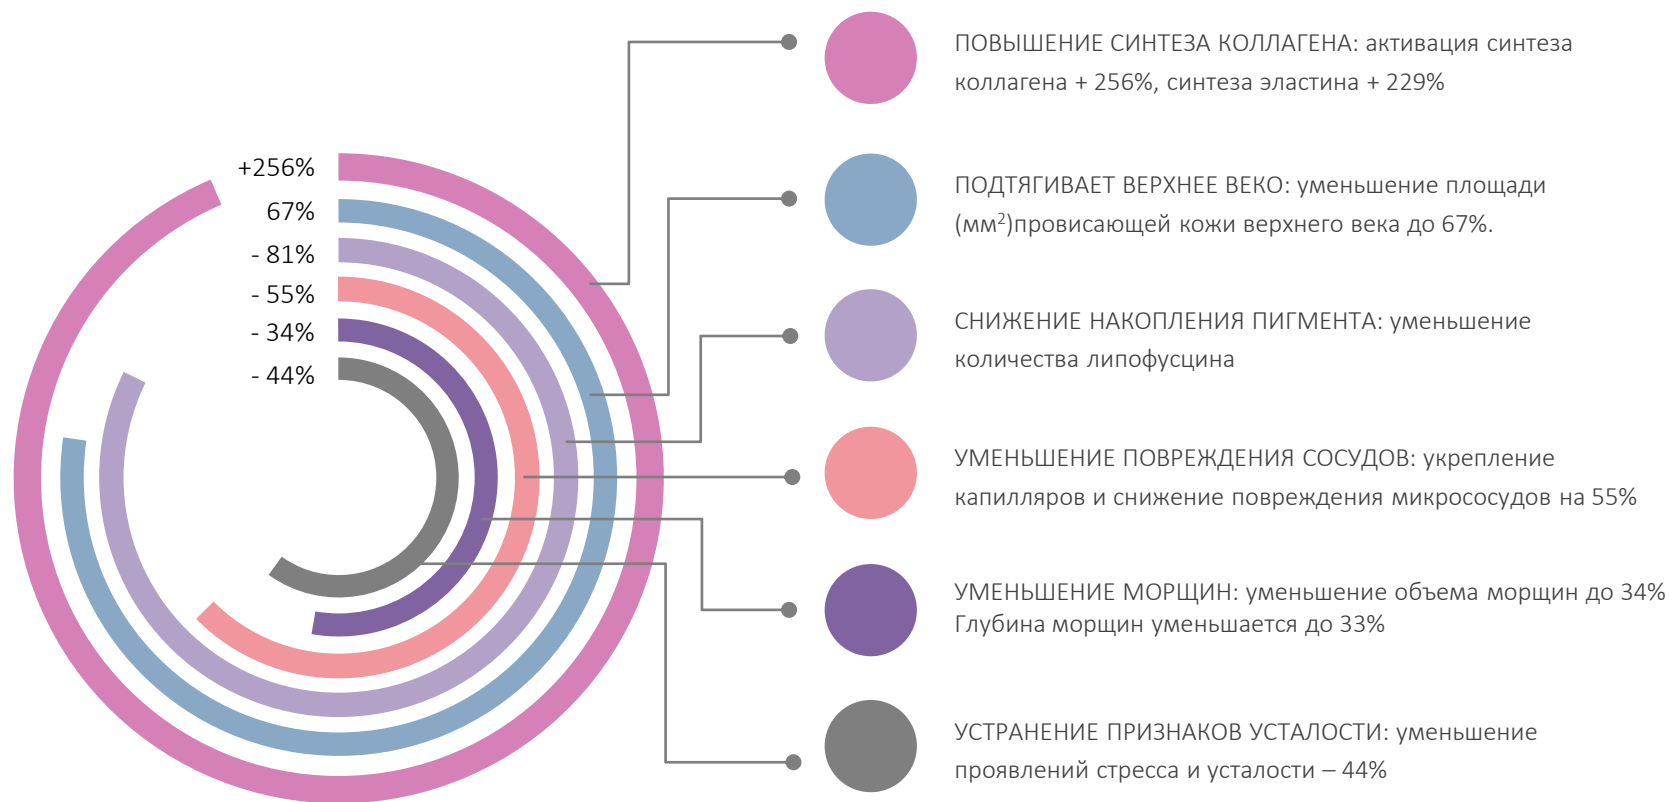 +256%
67%
- 81%
- 55%
- 34%
- 44%
ПОВЫШЕНИЕ СИНТЕЗА КОЛЛАГЕНА: активация синтеза
коллагена + 256%, синтеза эластина + 229%
ПОДТЯГИВАЕТ ВЕРХНЕЕ ВЕКО: уменьшение площади
(мм²)провисающей кожи верхнего века до 67%.
СНИЖЕНИЕ НАКОПЛЕНИЯ ПИГМЕНТА: уменьшение
количества липофусцина
УМЕНЬШЕНИЕ ПОВРЕЖДЕНИЯ СОСУДОВ: укрепление
капилляров и снижение повреждения микрососудов на 55%
УМЕНЬШЕНИЕ МОРЩИН: уменьшение объема морщин до 34%
Глубина морщин уменьшается до 33%
УСТРАНЕНИЕ ПРИЗНАКОВ УСТАЛОСТИ: уменьшение
проявлений стресса и усталости – 44%